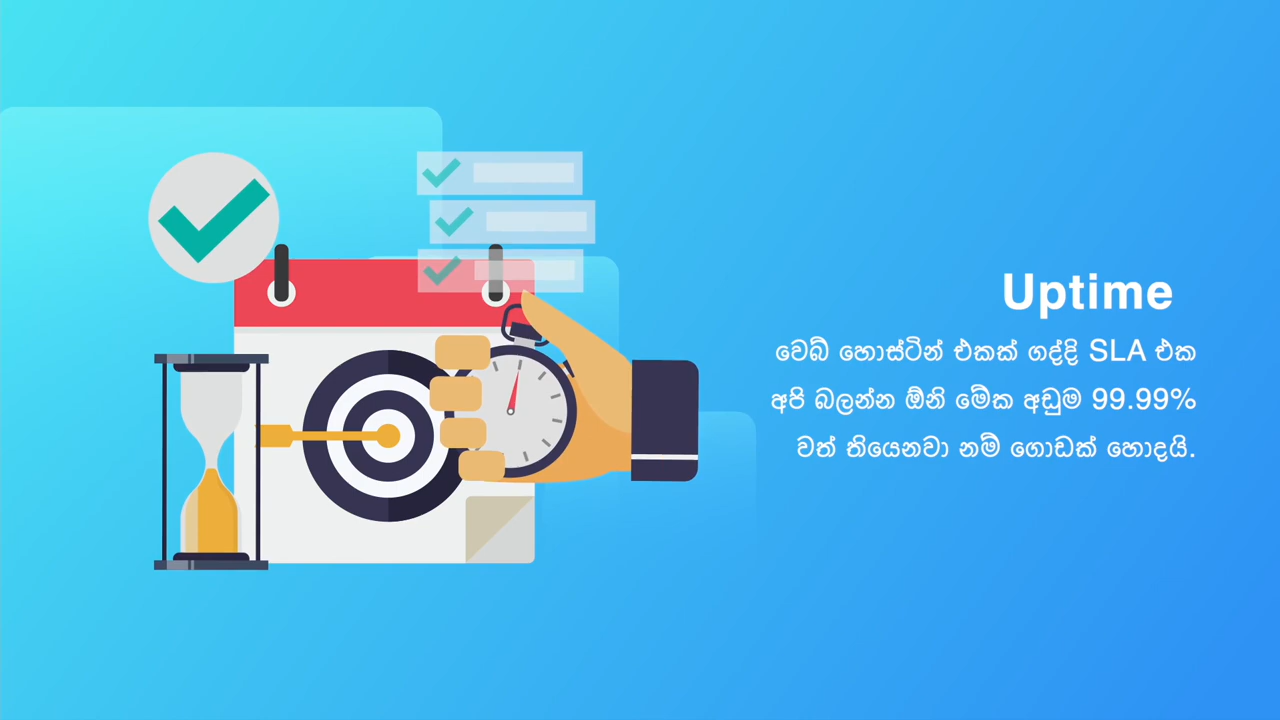 Uptime
වෙබ් හොස්ටින් එකක් ගද්දි SLA එක
අපි බලන්න ඕනි මේක අඩුම 99.99%
වත් තියෙනවා නම් ගොඩක් හොදයි.